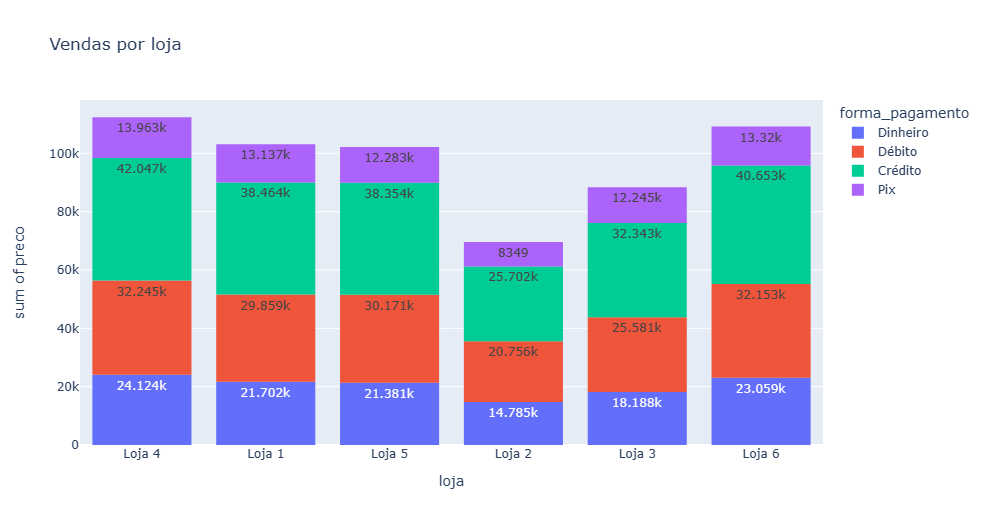 Vendas por loja
forma_pagamento
Dinheiro
Débito
Crédito
Pix
sum of preco
100k
80k
60k
40k
20k
0
13.963k
42.047k
32.245k
24.124k
13.137k
38.464k
29.859k
21.702k
12.283k
38.354k
30.171k
21.381k
8349
25.702k
20.756k
14.785k
12.245k
32.343k
25.581k
18.188k
13.32k
40.653k
32.153k
23.059k
Loja 4
Loja 1
Loja 5
Loja 2
Loja 3
Loja 6
loja